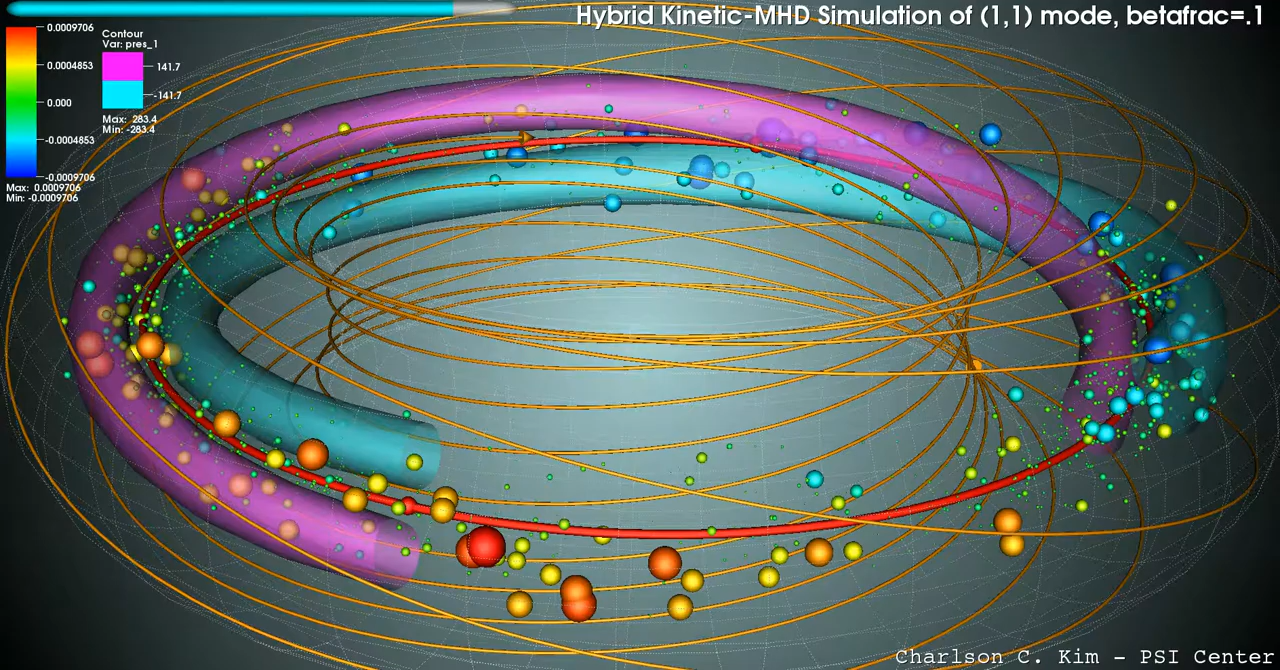 Hybrid Kinetic-MHD Simulation of (1,1) mode, betafrac=.1
0.0009706
0.0004853
0.000
-0.0004853
-0.0009706
Max: 0.0009706
Min: -0.0009706
Contour
Var: pres_1
141.7
-141.7
Max: 283.4
Min: -283.4
Charlson C. Kim - PSI Center